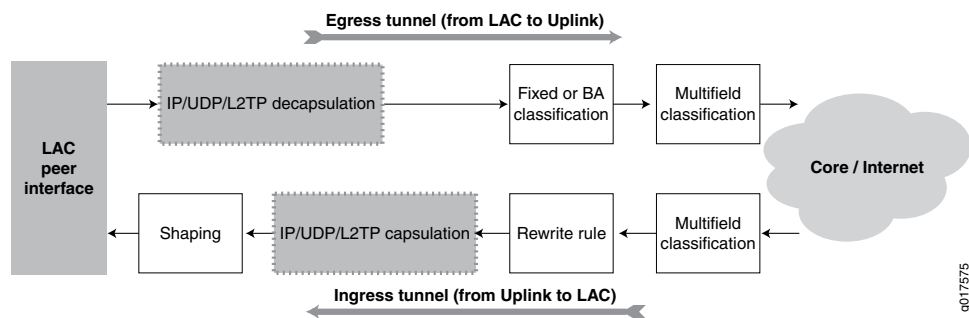 Egress tunnel (from LAC to Uplink)
LAC
peer
interface
IP/UDP/L2TP decapsulation
Fixed or BA
classification
Multifield
classification
Core / Internet
Shaping
IP/UDP/L2TP capsulation
Rewrite rule
Multifield
classification
Ingress tunnel (from Uplink to LAC)
g017575